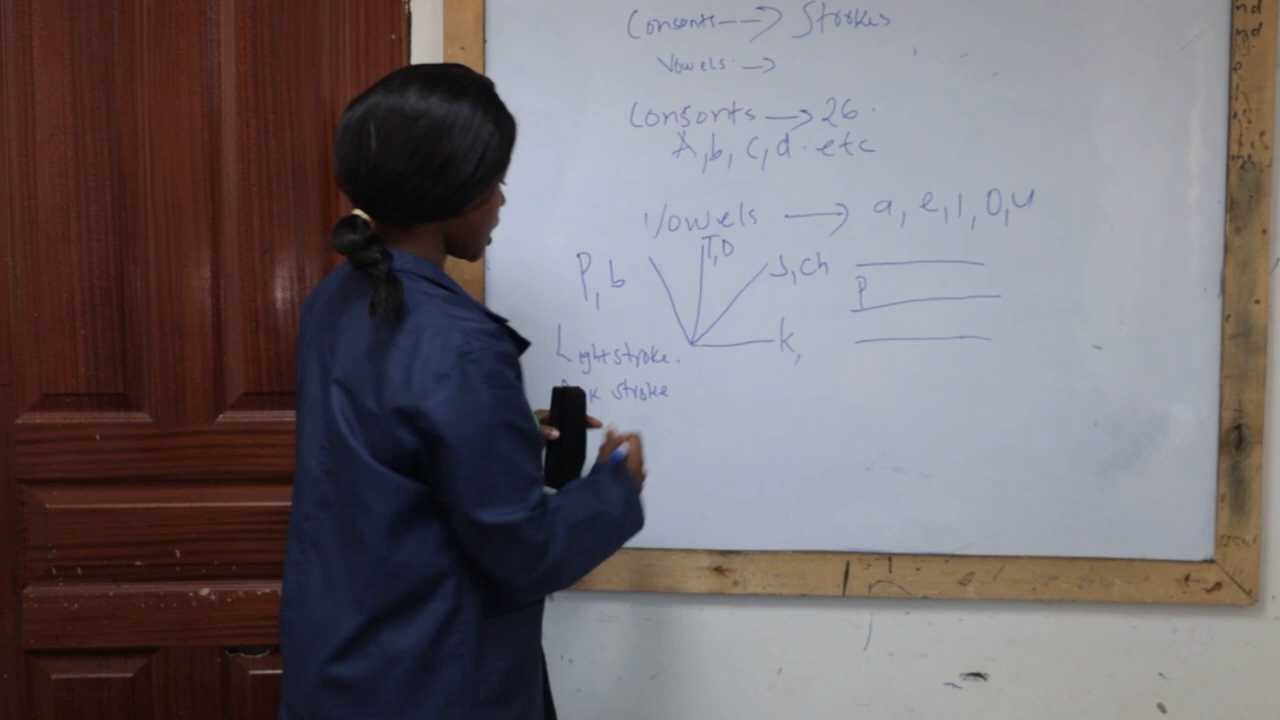 Consonts --> Strokes
Vowels. ->
Consonts -> 26.
A, b, c, d. etc
Vowels -> a, e, I, O, u
T, D
P, b
J, ch
P
k,
Light stroke.
stroke